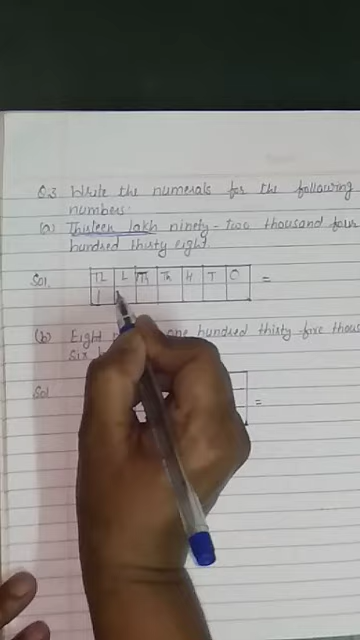 Q.3 Write the numerals for the following
numbers.
(a) Thirteen lakh ninety-two thousand four
hundred thirty eight.
Sol. TL L TTh Th H T O =
(b) Eight one hundred thirty-five thous
six
Sol =